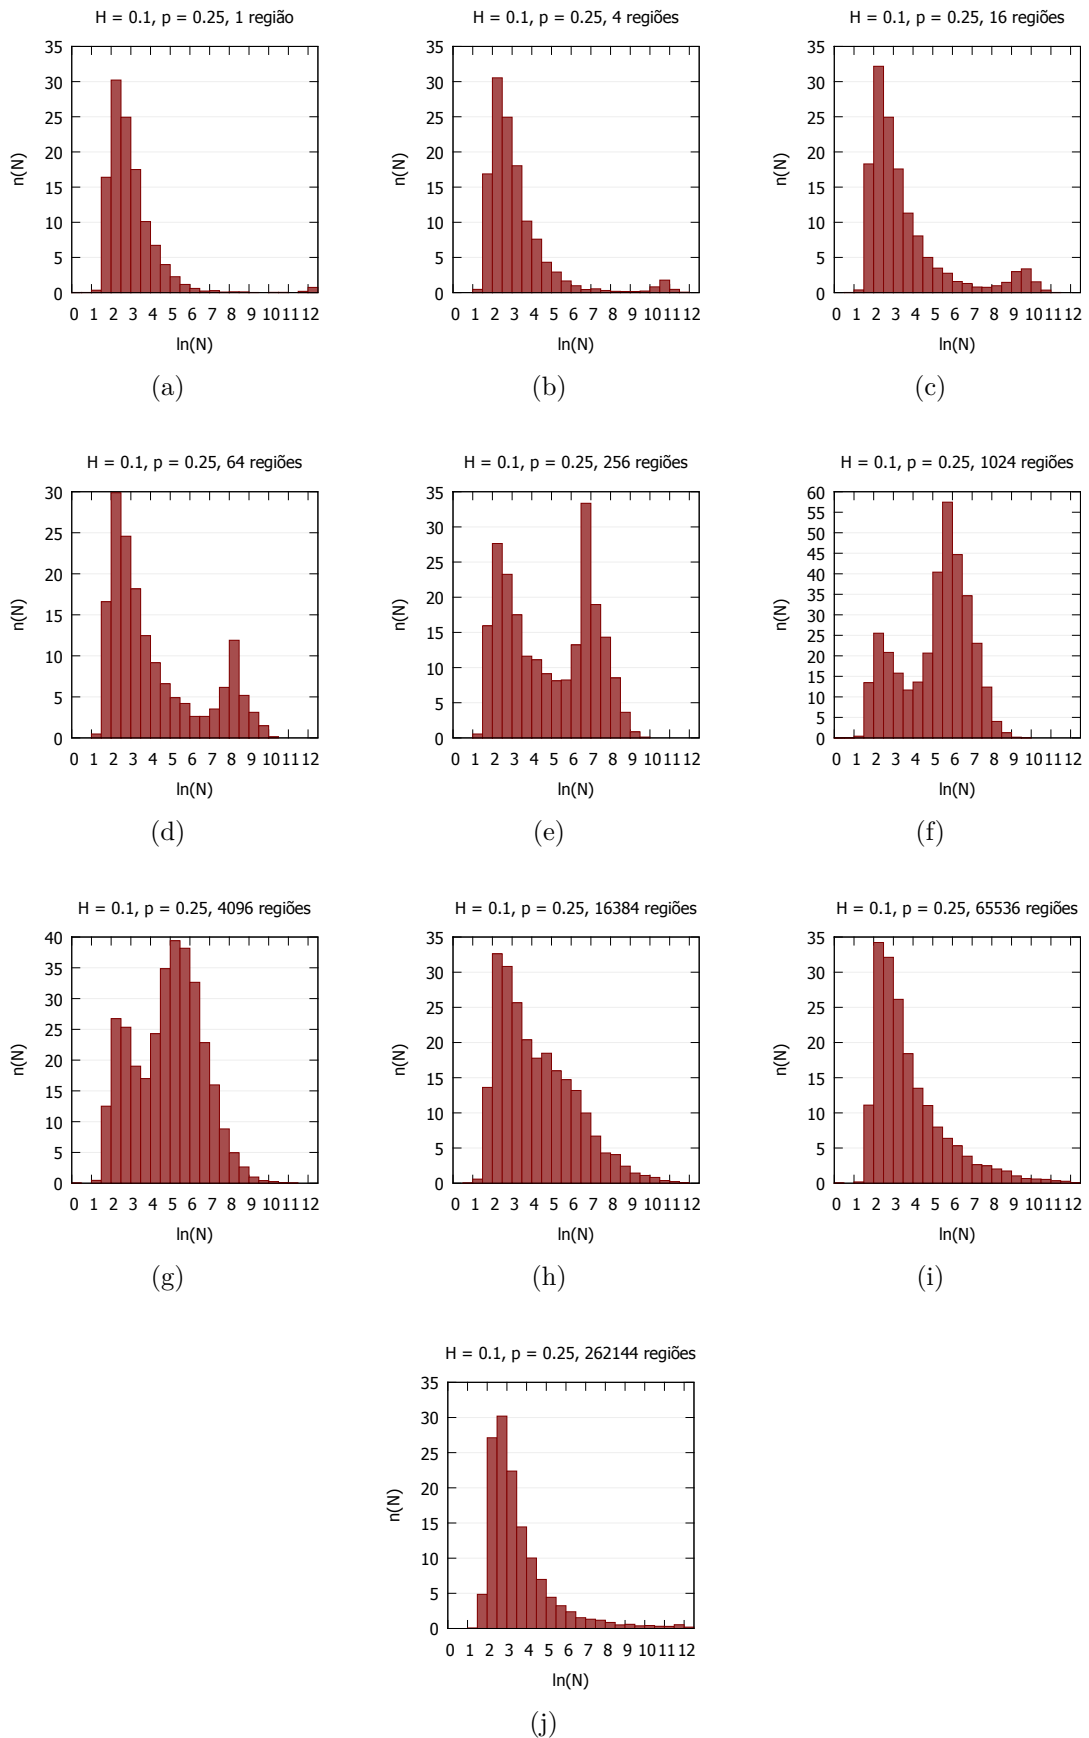 H = 0.1, p = 0.25, 1 região
35
30
25
20
15
10
5
0
n(N)
0 1 2 3 4 5 6 7 8 9 10 11 12
ln(N)
(a)
H = 0.1, p = 0.25, 4 regiões
35
30
25
20
15
10
5
0
n(N)
0 1 2 3 4 5 6 7 8 9 10 11 12
ln(N)
(b)
H = 0.1, p = 0.25, 16 regiões
35
30
25
20
15
10
5
0
n(N)
0 1 2 3 4 5 6 7 8 9 10 11 12
ln(N)
(c)
H = 0.1, p = 0.25, 64 regiões
30
25
20
15
10
5
0
n(N)
0 1 2 3 4 5 6 7 8 9 10 11 12
ln(N)
(d)
H = 0.1, p = 0.25, 256 regiões
35
30
25
20
15
10
5
0
n(N)
0 1 2 3 4 5 6 7 8 9 10 11 12
ln(N)
(e)
H = 0.1, p = 0.25, 1024 regiões
60
55
50
45
40
35
30
25
20
15
10
5
0
n(N)
0 1 2 3 4 5 6 7 8 9 10 11 12
ln(N)
(f)
H = 0.1, p = 0.25, 4096 regiões
40
35
30
25
20
15
10
5
0
n(N)
0 1 2 3 4 5 6 7 8 9 10 11 12
ln(N)
(g)
H = 0.1, p = 0.25, 16384 regiões
35
30
25
20
15
10
5
0
n(N)
0 1 2 3 4 5 6 7 8 9 10 11 12
ln(N)
(h)
H = 0.1, p = 0.25, 65536 regiões
35
30
25
20
15
10
5
0
n(N)
0 1 2 3 4 5 6 7 8 9 10 11 12
ln(N)
(i)
H = 0.1, p = 0.25, 262144 regiões
35
30
25
20
15
10
5
0
n(N)
0 1 2 3 4 5 6 7 8 9 10 11 12
ln(N)
(j)